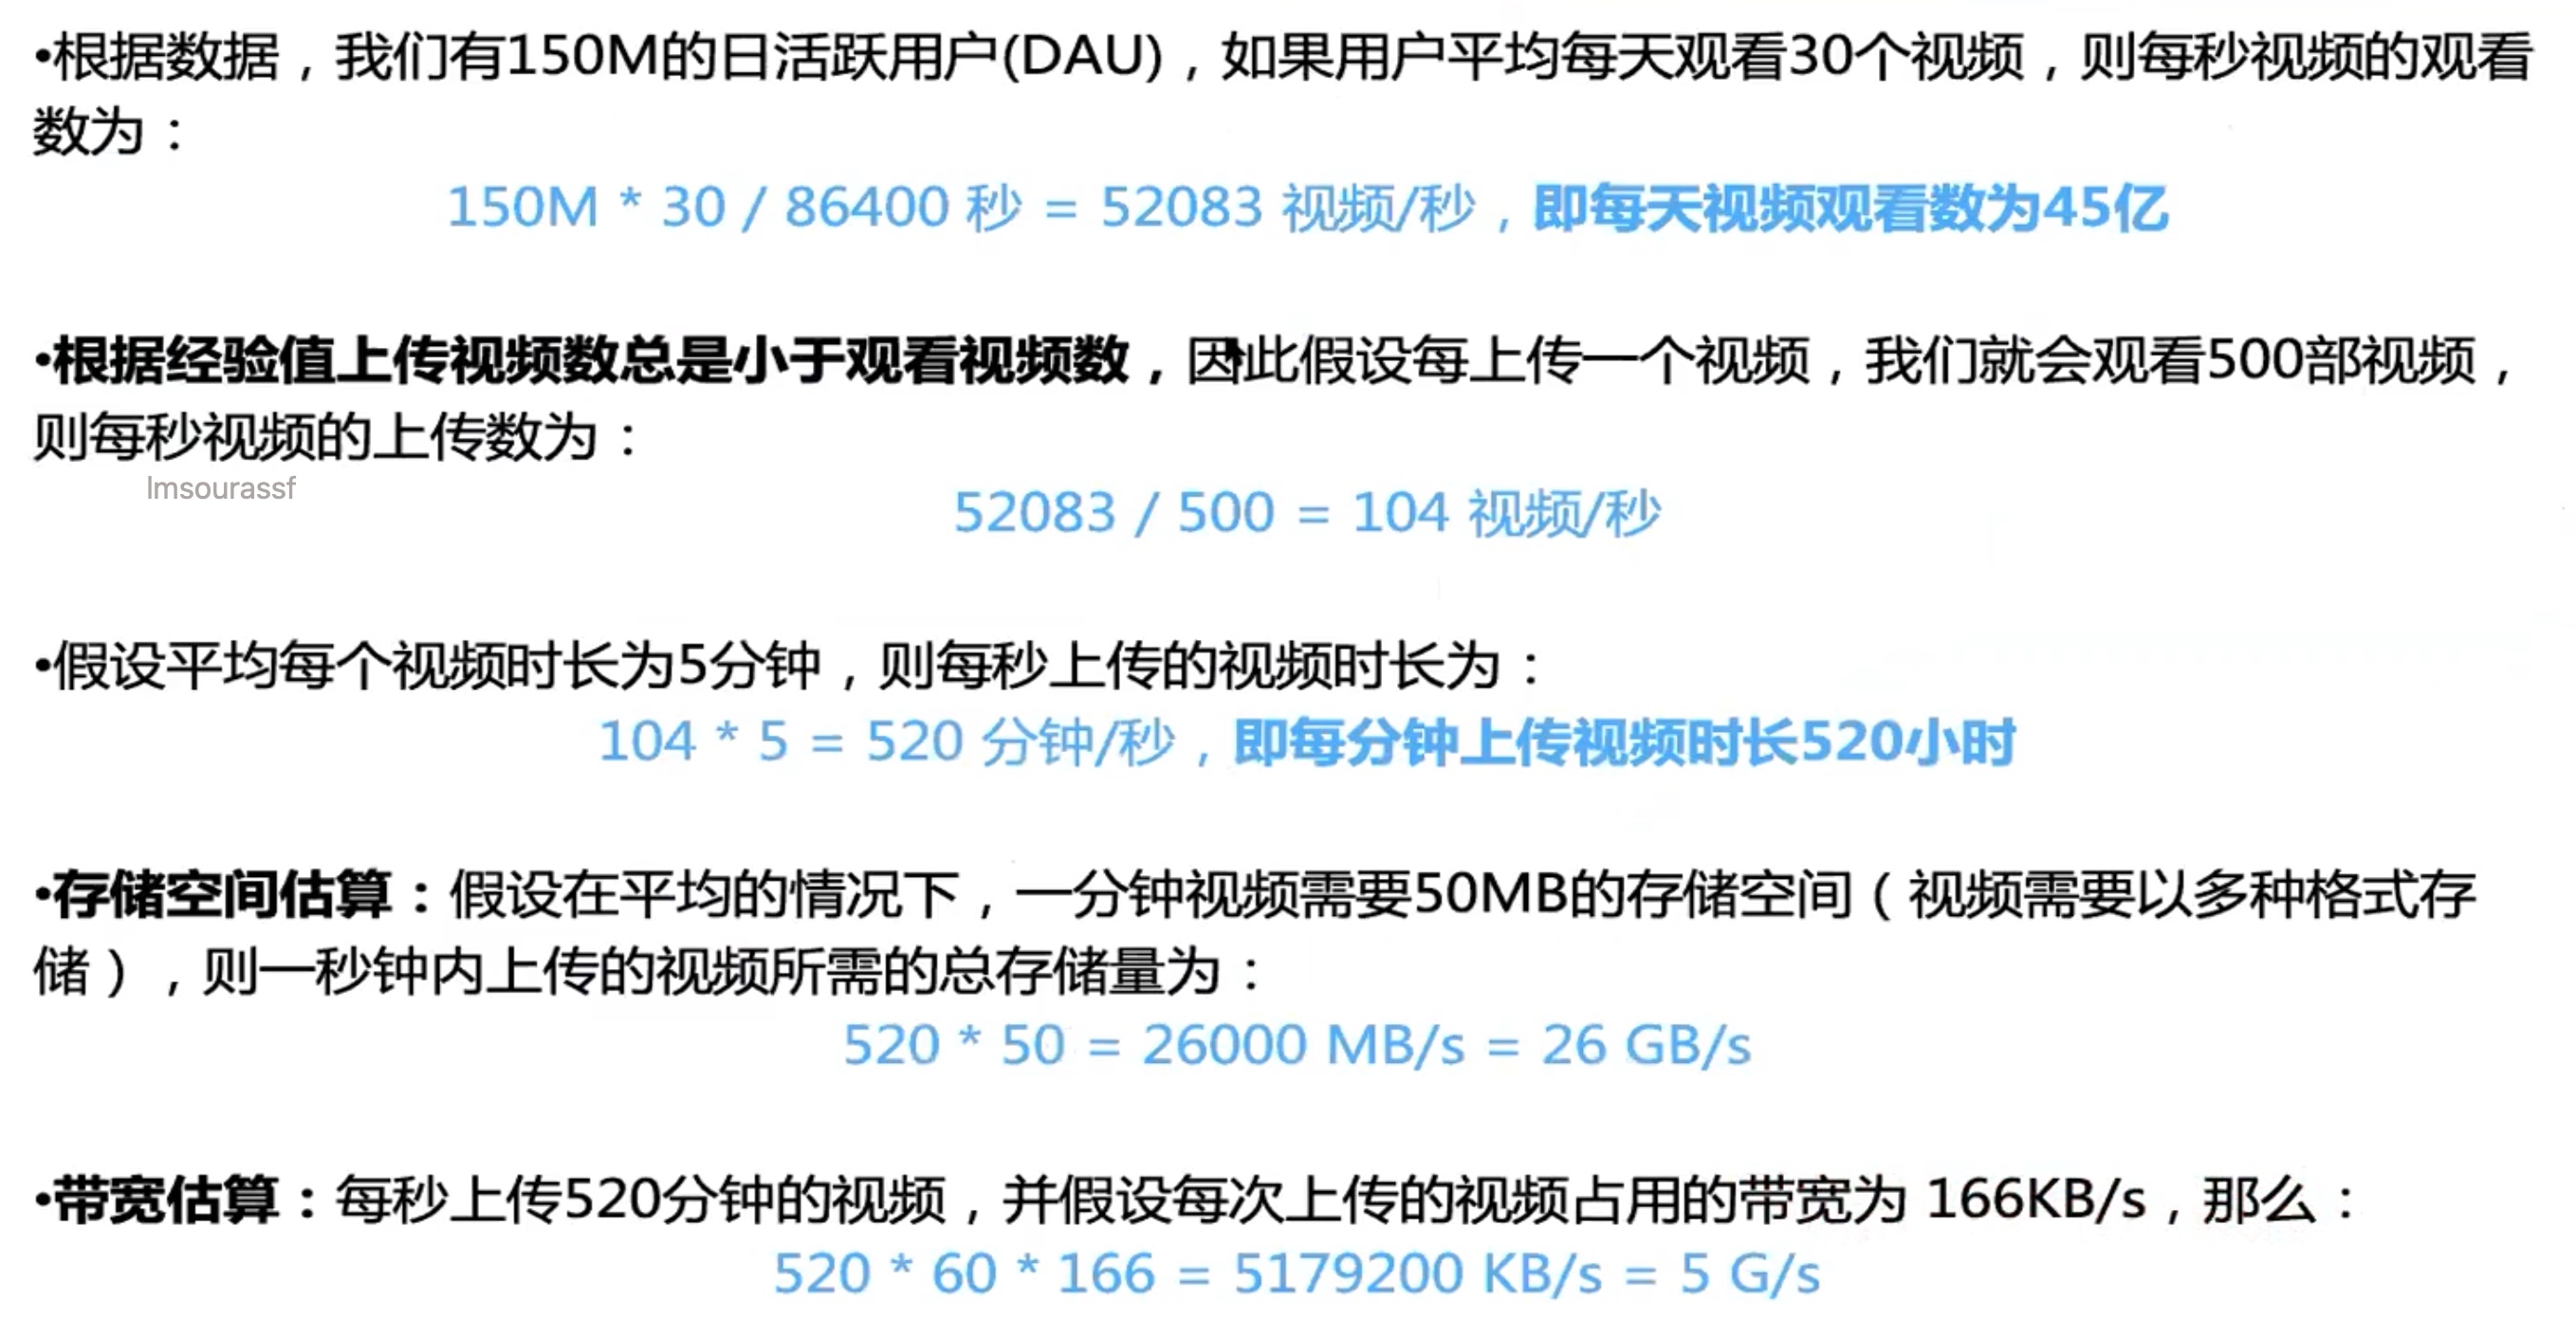 •根据数据，我们有150M的日活跃用户(DAU)，如果用户平均每天观看30个视频，则每秒视频的观看
数为：
150M * 30 / 86400 秒 = 52083 视频/秒，即每天视频观看数为45亿
•根据经验值上传视频数总是小于观看视频数，因此假设每上传一个视频，我们就会观看500部视频，
则每秒视频的上传数为：
lmsourassf
52083 / 500 = 104 视频/秒
•假设平均每个视频时长为5分钟，则每秒上传的视频时长为：
104 * 5 = 520 分钟/秒，即每分钟上传视频时长520小时
•存储空间估算：假设在平均的情况下，一分钟视频需要50MB的存储空间（视频需要以多种格式存
储），则一秒钟内上传的视频所需的总存储量为：
520 * 50 = 26000 MB/s = 26 GB/s
•带宽估算：每秒上传520分钟的视频，并假设每次上传的视频占用的带宽为 166KB/s，那么：
520 * 60 * 166 = 5179200 KB/s = 5 G/s